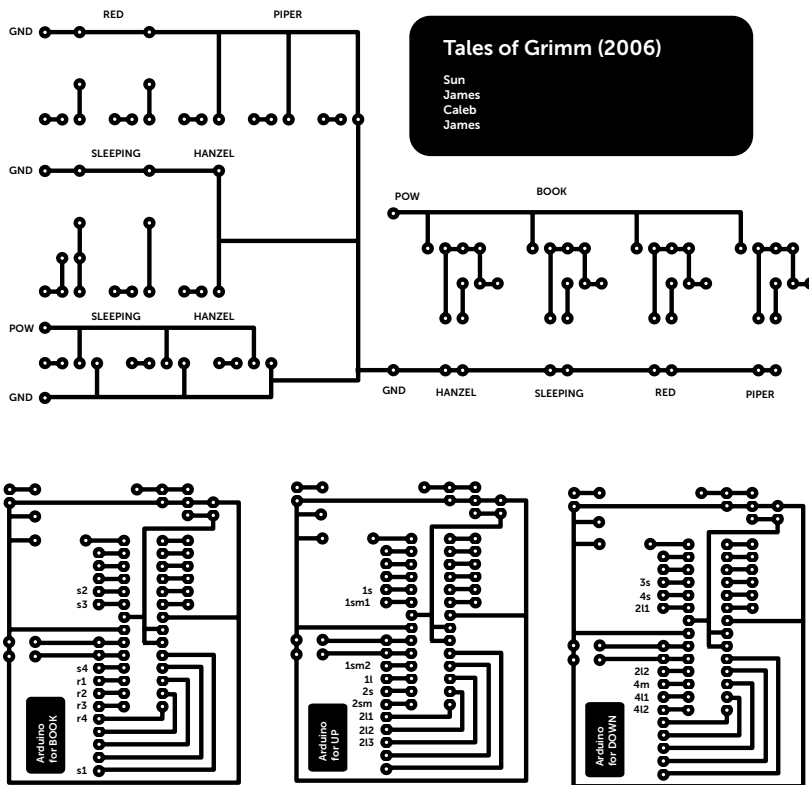 RED PIPER
GND
Tales of Grimm (2006)
Sun
James
Caleb
James
SLEEPING HANZEL
GND
POW BOOK
SLEEPING HANZEL
POW
GND
GND HANZEL SLEEPING RED PIPER
s2
s3
s4
r1
r2
r3
r4
s1
Arduino
for BOOK
1s
1sm1
1sm2
1l
2s
2sm
2l1
2l2
2l3
Arduino
for UP
3s
4s
2l1
2l2
4m
4l1
4l2
Arduino
for DOWN